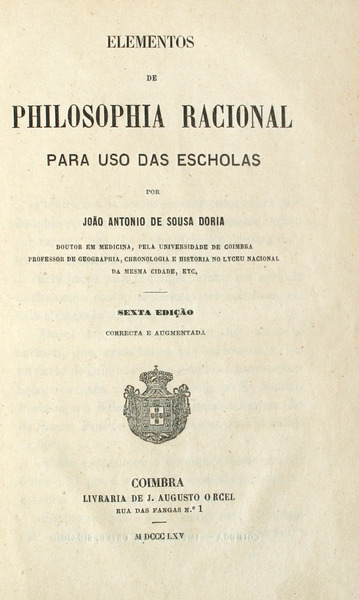 ELEMENTOS
DE
PHILOSOPHIA RACIONAL
PARA USO DAS ESCHOLAS
POR
JOÃO ANTONIO DE SOUSA DORIA
DOUTOR EM MEDICINA, PELA UNIVERSIDADE DE COIMBRA
PROFESSOR DE GEOGRAPHIA, CHRONOLOGIA E HISTORIA NO LYCEU NACIONAL
DA MESMA CIDADE, ETC.
SEXTA EDIÇÃO
CORRECTA E AUGMENTADA
COIMBRA
LIVRARIA DE J. AUGUSTO ORCEL
RUA DAS FANGAS N.º 1
M DCCC LXV